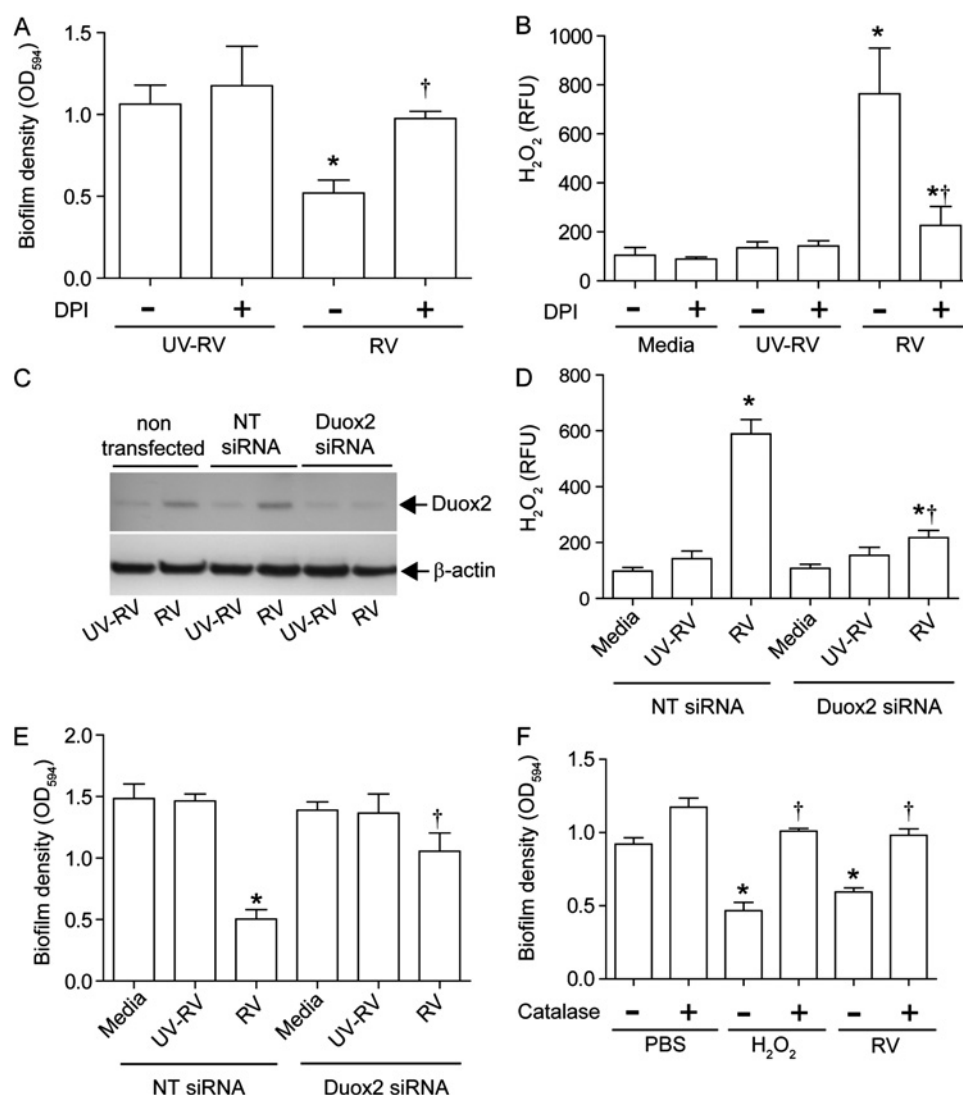 A
Biofilm density (OD₅₉₄)
1.5
1.0
0.5
0.0
*
†
DPI - + - +
UV-RV RV
B
H₂O₂ (RFU)
1000
800
600
400
200
0
*
*†
DPI - + - + - +
Media UV-RV RV
C
non
transfected
NT
siRNA
Duox2
siRNA
Duox2
β-actin
UV-RV RV UV-RV RV UV-RV RV
D
H₂O₂ (RFU)
800
600
400
200
0
*
*†
Media UV-RV RV Media UV-RV RV
NT siRNA Duox2 siRNA
E
Biofilm density (OD₅₉₄)
2.0
1.5
1.0
0.5
0.0
*
†
Media UV-RV RV Media UV-RV RV
NT siRNA Duox2 siRNA
F
Biofilm density (OD₅₉₄)
1.5
1.0
0.5
0.0
*
†
*
†
Catalase - + - + - +
PBS H₂O₂ RV